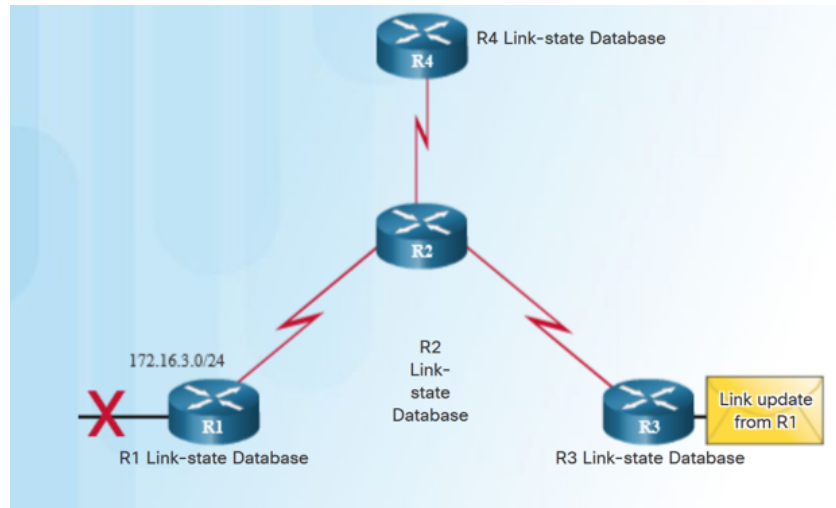 R4 Link-state Database
R4
R2
172.16.3.0/24
R2
Link-
state
Database
R1
R1 Link-state Database
R3
R3 Link-state Database
Link update
from R1